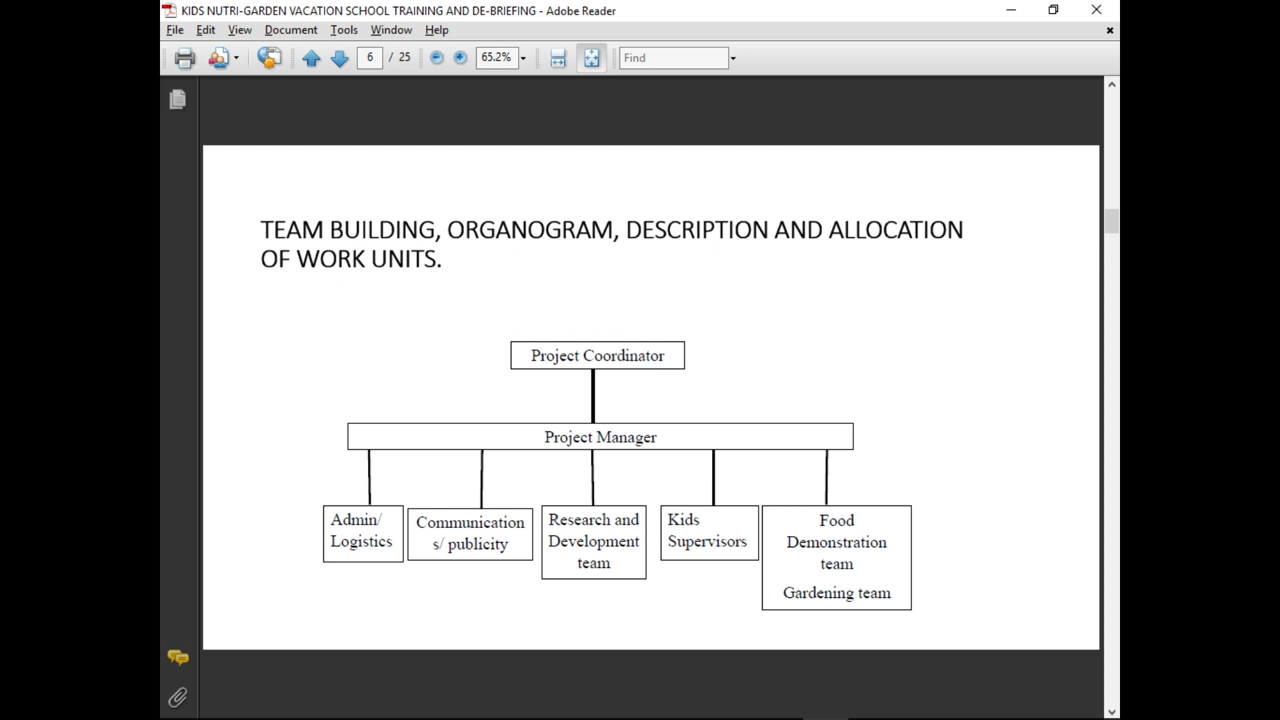 KIDS NUTRI-GARDEN VACATION SCHOOL TRAINING AND DE-BRIEFING - Adobe Reader
File Edit View Document Tools Window Help
6 / 25 65.2% Find
TEAM BUILDING, ORGANOGRAM, DESCRIPTION AND ALLOCATION
OF WORK UNITS.
Project Coordinator
Project Manager
Admin/
Logistics
Communication
s/ publicity
Research and
Development
team
Kids
Supervisors
Food
Demonstration
team
Gardening team